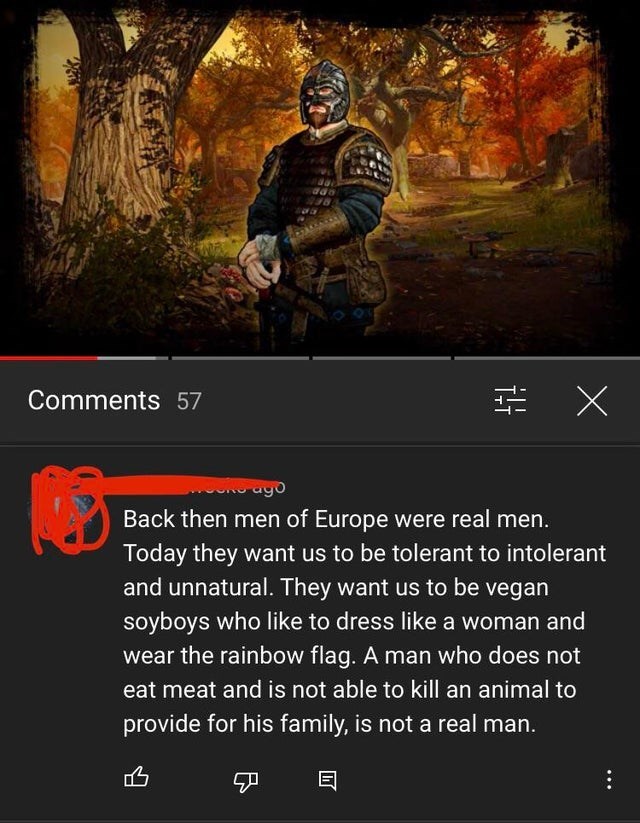 Comments 57
ago
Back then men of Europe were real men.
Today they want us to be tolerant to intolerant
and unnatural. They want us to be vegan
soyboys who like to dress like a woman and
wear the rainbow flag. A man who does not
eat meat and is not able to kill an animal to
provide for his family, is not a real man.